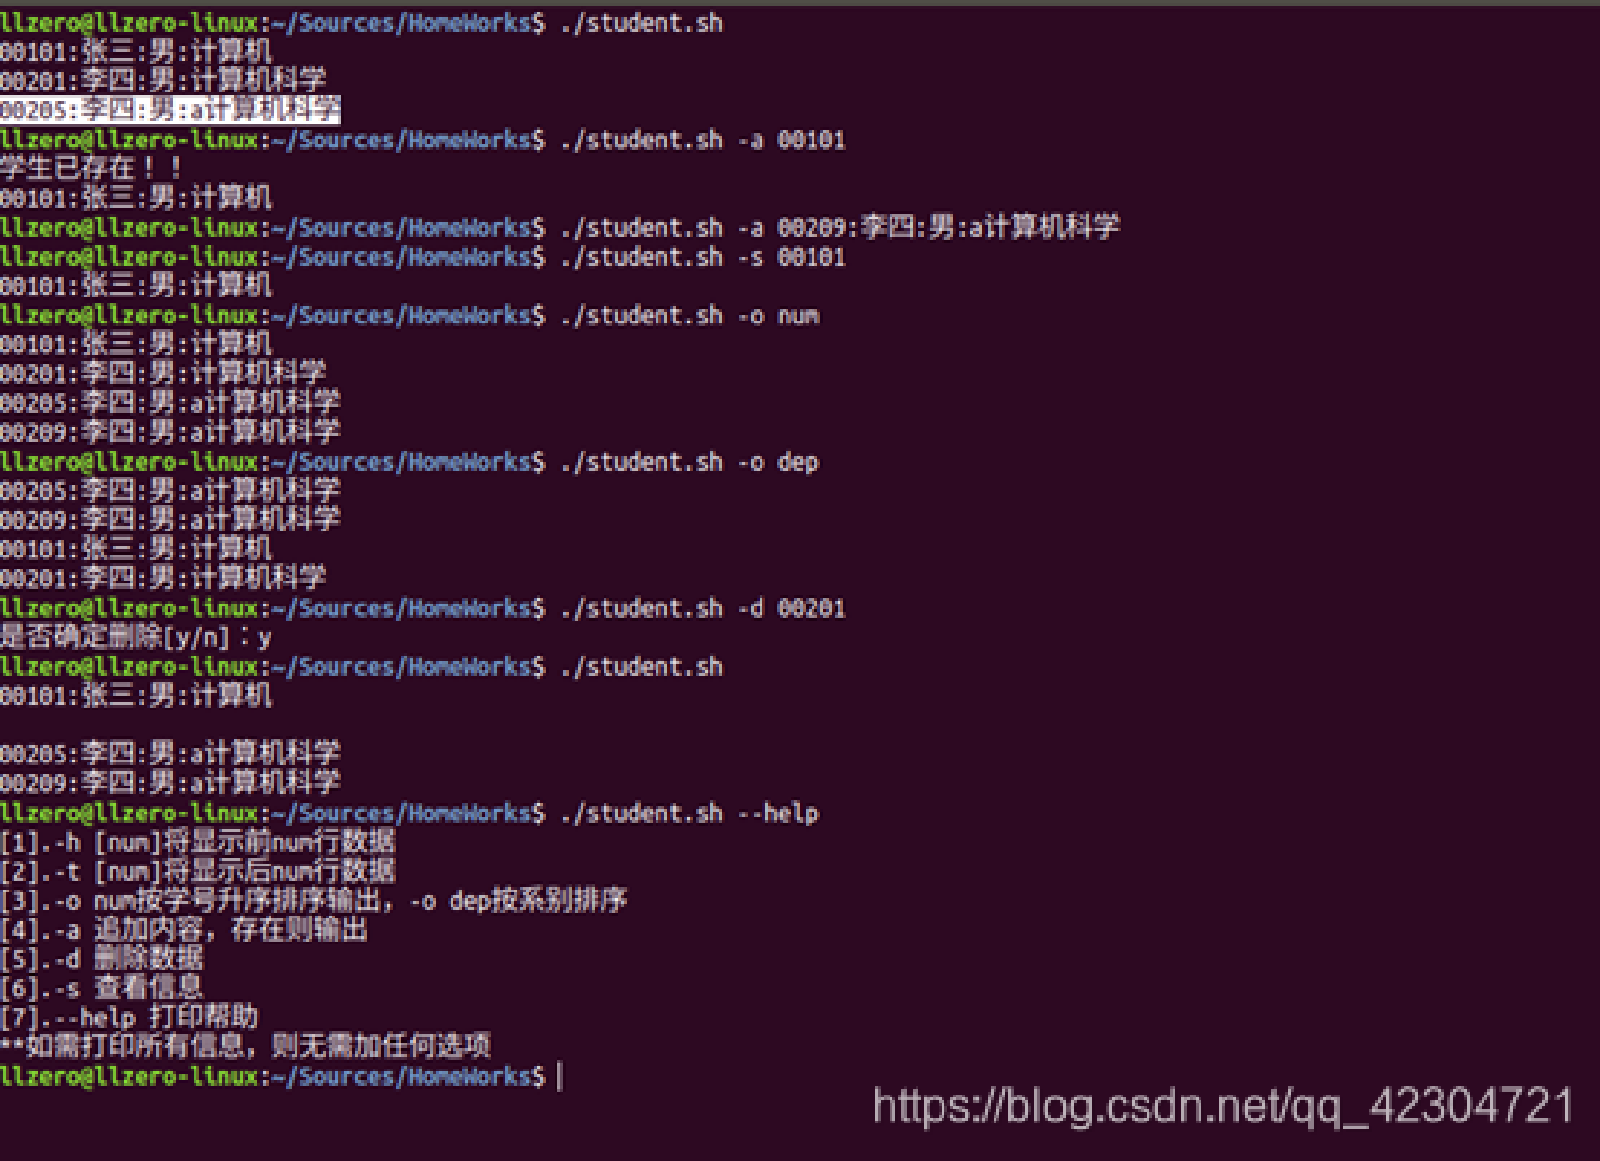 llzero@llzero-linux:~/Sources/HomeWorks$ ./student.sh
00101:张三:男:计算机
00201:李四:男:计算机科学
00205:李四:男:a计算机科学
llzero@llzero-linux:~/Sources/HomeWorks$ ./student.sh -a 00101
学生已存在！！
00101:张三:男:计算机
llzero@llzero-linux:~/Sources/HomeWorks$ ./student.sh -a 00209:李四:男:a计算机科学
llzero@llzero-linux:~/Sources/HomeWorks$ ./student.sh -s 00101
00101:张三:男:计算机
llzero@llzero-linux:~/Sources/HomeWorks$ ./student.sh -o num
00101:张三:男:计算机
00201:李四:男:计算机科学
00205:李四:男:a计算机科学
00209:李四:男:a计算机科学
llzero@llzero-linux:~/Sources/HomeWorks$ ./student.sh -o dep
00205:李四:男:a计算机科学
00209:李四:男:a计算机科学
00101:张三:男:计算机
00201:李四:男:计算机科学
llzero@llzero-linux:~/Sources/HomeWorks$ ./student.sh -d 00201
是否确定删除[y/n]：y
llzero@llzero-linux:~/Sources/HomeWorks$ ./student.sh
00101:张三:男:计算机
00205:李四:男:a计算机科学
00209:李四:男:a计算机科学
llzero@llzero-linux:~/Sources/HomeWorks$ ./student.sh --help
[1].-h [num]将显示前num行数据
[2].-t [num]将显示后num行数据
[3].-o num按学号升序排序输出，-o dep按系别排序
[4].-a 追加内容，存在则输出
[5].-d 删除数据
[6].-s 查看信息
[7].--help 打印帮助
**如需打印所有信息，则无需加任何选项
llzero@llzero-linux:~/Sources/HomeWorks$
https://blog.csdn.net/qq_42304721